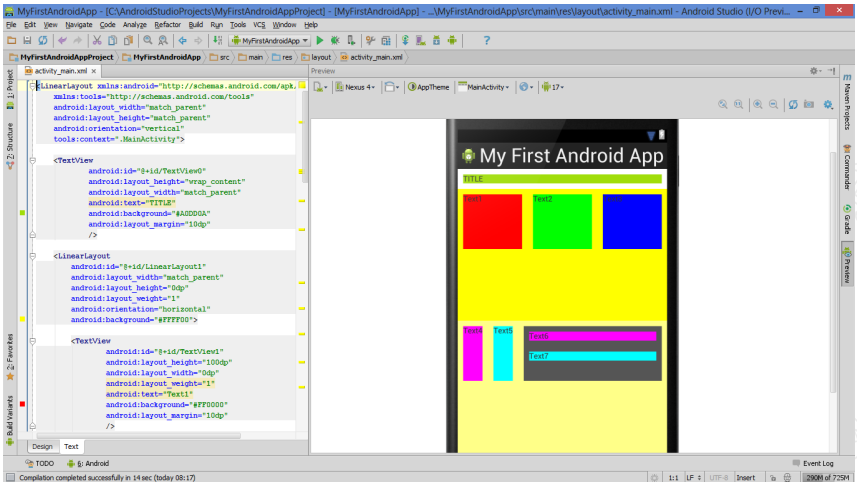 MyFirstAndroidApp - [C:\AndroidStudioProjects\MyFirstAndroidAppProject] - [MyFirstAndroidApp] - ...\MyFirstAndroidApp\src\main\res\layout\activity_main.xml - Android Studio (I/O Previ...
File Edit View Navigate Code Analyze Refactor Build Run Tools VCS Window Help
MyFirstAndroidApp
MyFirstAndroidAppProject MyFirstAndroidApp src main res layout activity_main.xml
activity_main.xml
Preview
Nexus 4 AppTheme MainActivity 17
1: Project
2: Structure
2: Favorites
Build Variants
<LinearLayout xmlns:android="http://schemas.android.com/apk.
xmlns:tools="http://schemas.android.com/tools"
android:layout_width="match_parent"
android:layout_height="match_parent"
android:orientation="vertical"
tools:context=".MainActivity">
<TextView
android:id="@+id/TextView0"
android:layout_height="wrap_content"
android:layout_width="match_parent"
android:text="TITLE"
android:background="#A0DD0A"
android:layout_margin="10dp"
/>
<LinearLayout
android:id="@+id/LinearLayout1"
android:layout_width="match_parent"
android:layout_height="0dp"
android:layout_weight="1"
android:orientation="horizontal"
android:background="#FFFF00">
<TextView
android:id="@+id/TextView1"
android:layout_height="100dp"
android:layout_width="0dp"
android:layout_weight="1"
android:text="Text1"
android:background="#FF0000"
android:layout_margin="10dp"
/>
My First Android App
TITLE
Text1 Text2
Text4 Text5 Text6
Text7
Maven Projects
Commander
Gradle
Preview
Design Text
TODO 6: Android
Event Log
Compilation completed successfully in 14 sec (today 08:17)
1:1 LF UTF-8 Insert 290M of 725M